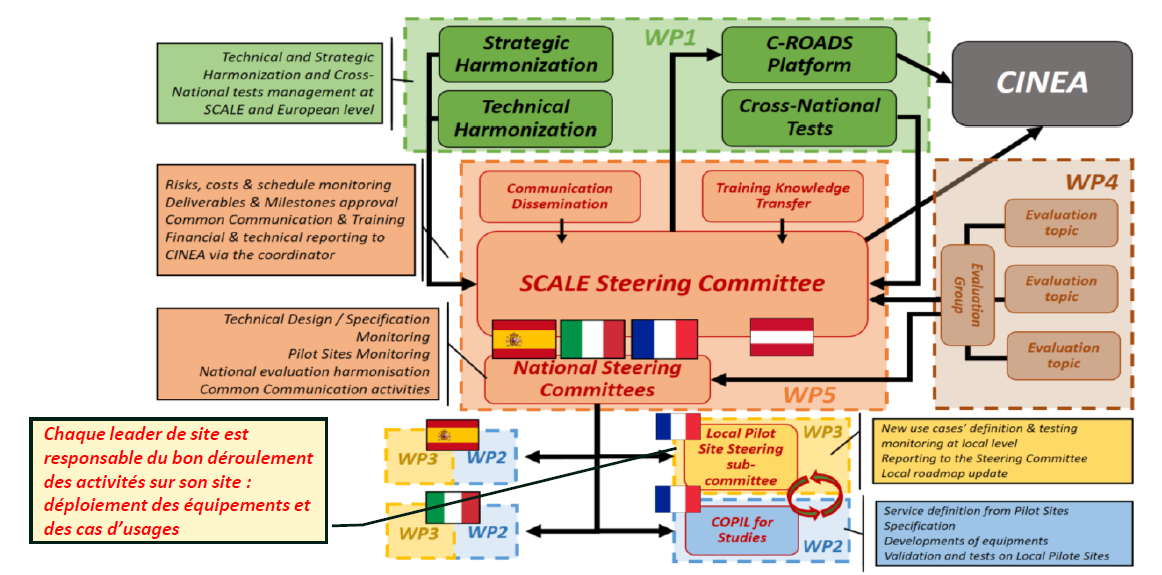 Technical and Strategic
Harmonization and Cross-
National tests management at
SCALE and European level
Strategic
Harmonization
WP1
C-ROADS
Platform
CINEA
Technical
Harmonization
Cross-National
Tests
Risks, costs & schedule monitoring
Deliverables & Milestones approval
Common Communication & Training
Financial & technical reporting to
CINEA via the coordinator
Communication
Dissemination
Training Knowledge
Transfer
SCALE Steering Committee
WP4
Evaluation
topic
Evaluation
Group
Evaluation
topic
Evaluation
topic
Technical Design / Specification
Monitoring
Pilot Sites Monitoring
National evaluation harmonisation
Common Communication activities
National Steering
Committees
WP5
Chaque leader de site est
responsable du bon déroulement
des activités sur son site :
déploiement des équipements et
des cas d’usages
WP3
WP2
Local Pilot
Site Steering
sub-
committee
WP3
New use cases’ definition & testing
monitoring at local level
Reporting to the Steering Committee
Local roadmap update
WP3
WP2
COPIL for
Studies
WP2
Service definition from Pilot Sites
Specification
Developments of equipments
Validation and tests on Local Pilote Sites